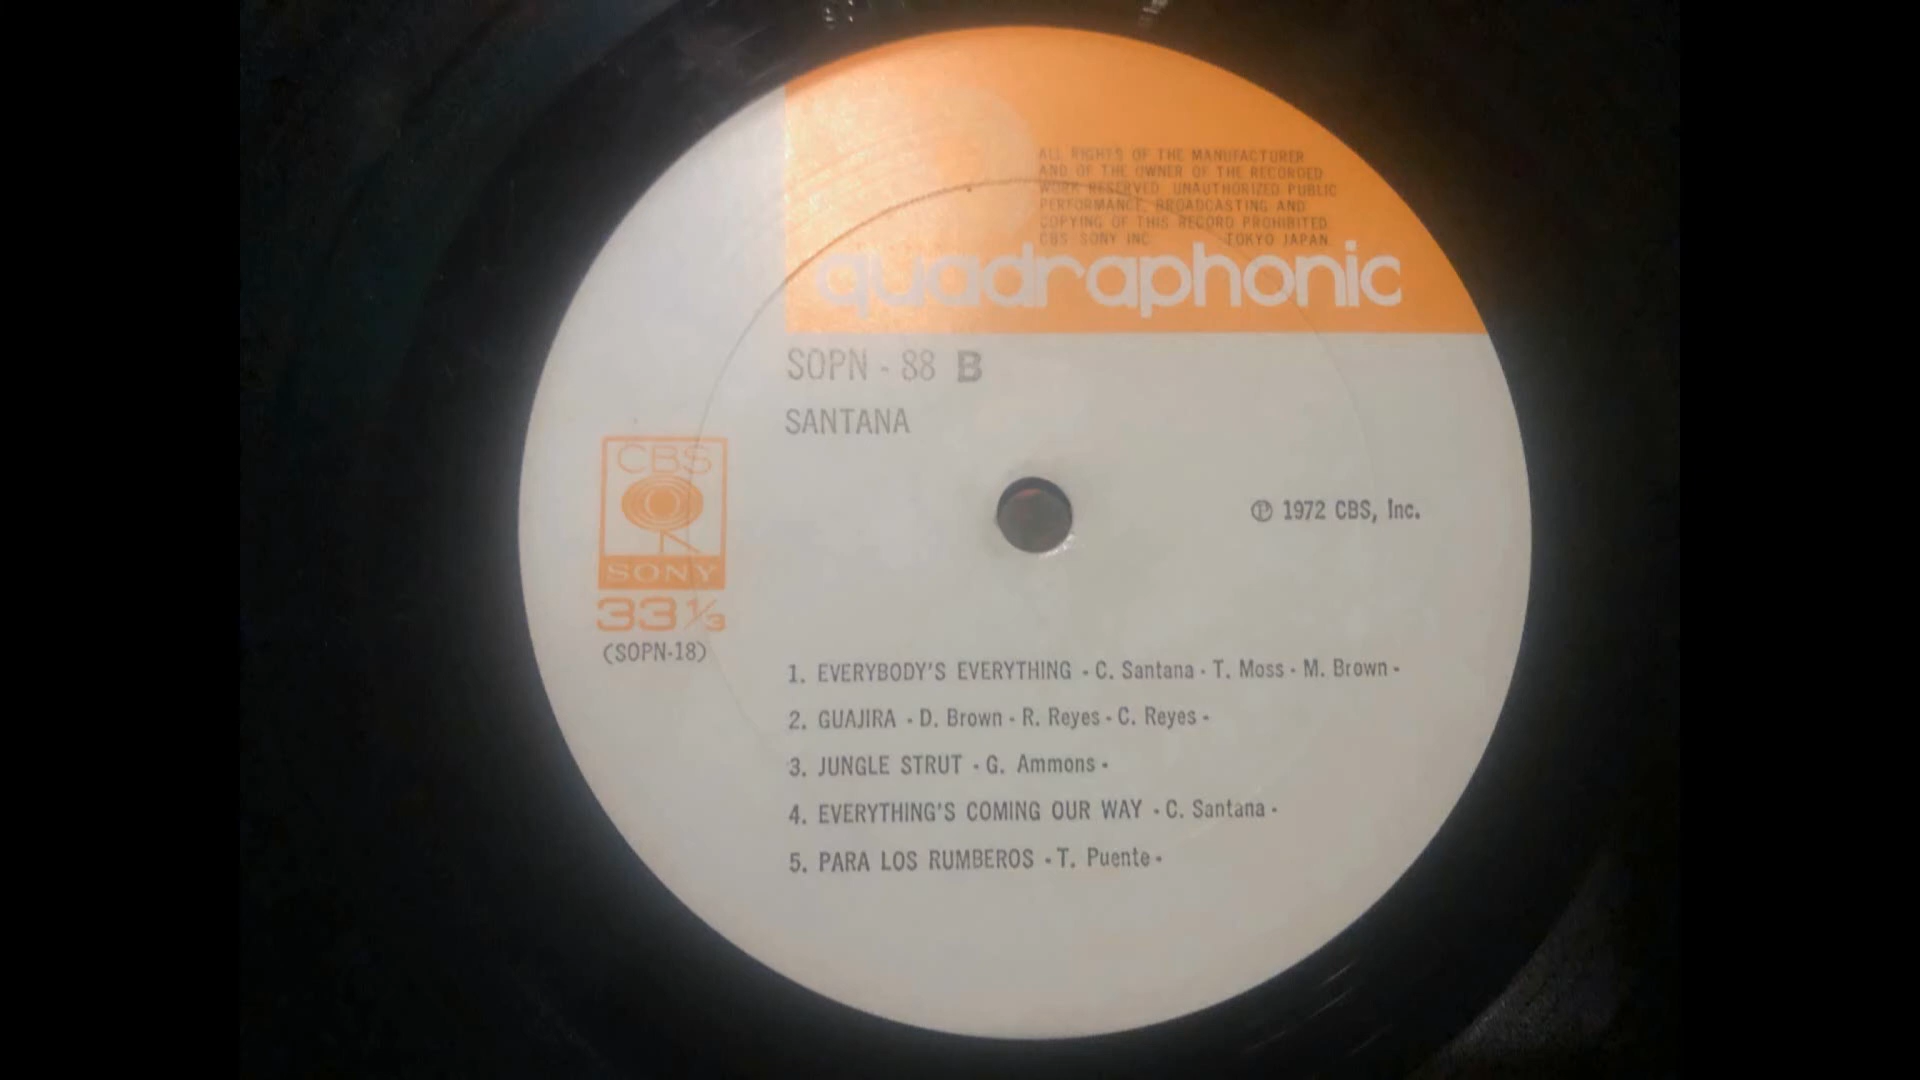 ALL RIGHTS OF THE MANUFACTURER
AND OF THE OWNER OF THE RECORDED
WORK RESERVED. UNAUTHORIZED PUBLIC
PERFORMANCE, BROADCASTING AND
COPYING OF THIS RECORD PROHIBITED
CBS SONY INC TOKYO JAPAN
quadraphonic
SOPN - 88 B
SANTANA
CBS
SONY
33 1/3
(SOPN-18)
Ⓟ 1972 CBS, Inc.
1. EVERYBODY'S EVERYTHING - C. Santana - T. Moss - M. Brown -
2. GUAJIRA - D. Brown - R. Reyes - C. Reyes -
3. JUNGLE STRUT - G. Ammons -
4. EVERYTHING'S COMING OUR WAY - C. Santana -
5. PARA LOS RUMBEROS - T. Puente -